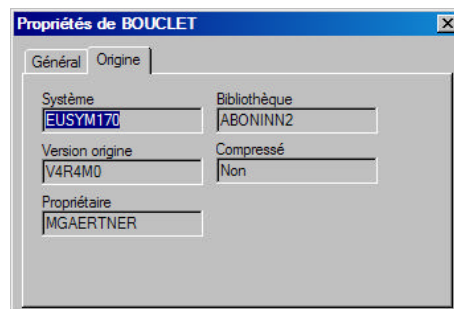 Propriétés de BOUCLET
Général Origine
Système Bibliothèque
EUSYM170 ABONINN2
Version origine Compressé
V4R4M0 Non
Propriétaire
MGAERTNER